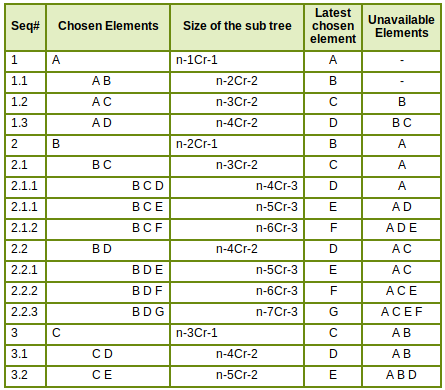 Seq# Chosen Elements Size of the sub tree Latest chosen element Unavailable Elements
1 A n-1Cr-1 A -
1.1 A B n-2Cr-2 B -
1.2 A C n-3Cr-2 C B
1.3 A D n-4Cr-2 D B C
2 B n-2Cr-1 B A
2.1 B C n-3Cr-2 C A
2.1.1 B C D n-4Cr-3 D A
2.1.1 B C E n-5Cr-3 E A D
2.1.2 B C F n-6Cr-3 F A D E
2.2 B D n-4Cr-2 D A C
2.2.1 B D E n-5Cr-3 E A C
2.2.2 B D F n-6Cr-3 F A C E
2.2.3 B D G n-7Cr-3 G A C E F
3 C n-3Cr-1 C A B
3.1 C D n-4Cr-2 D A B
3.2 C E n-5Cr-2 E A B D